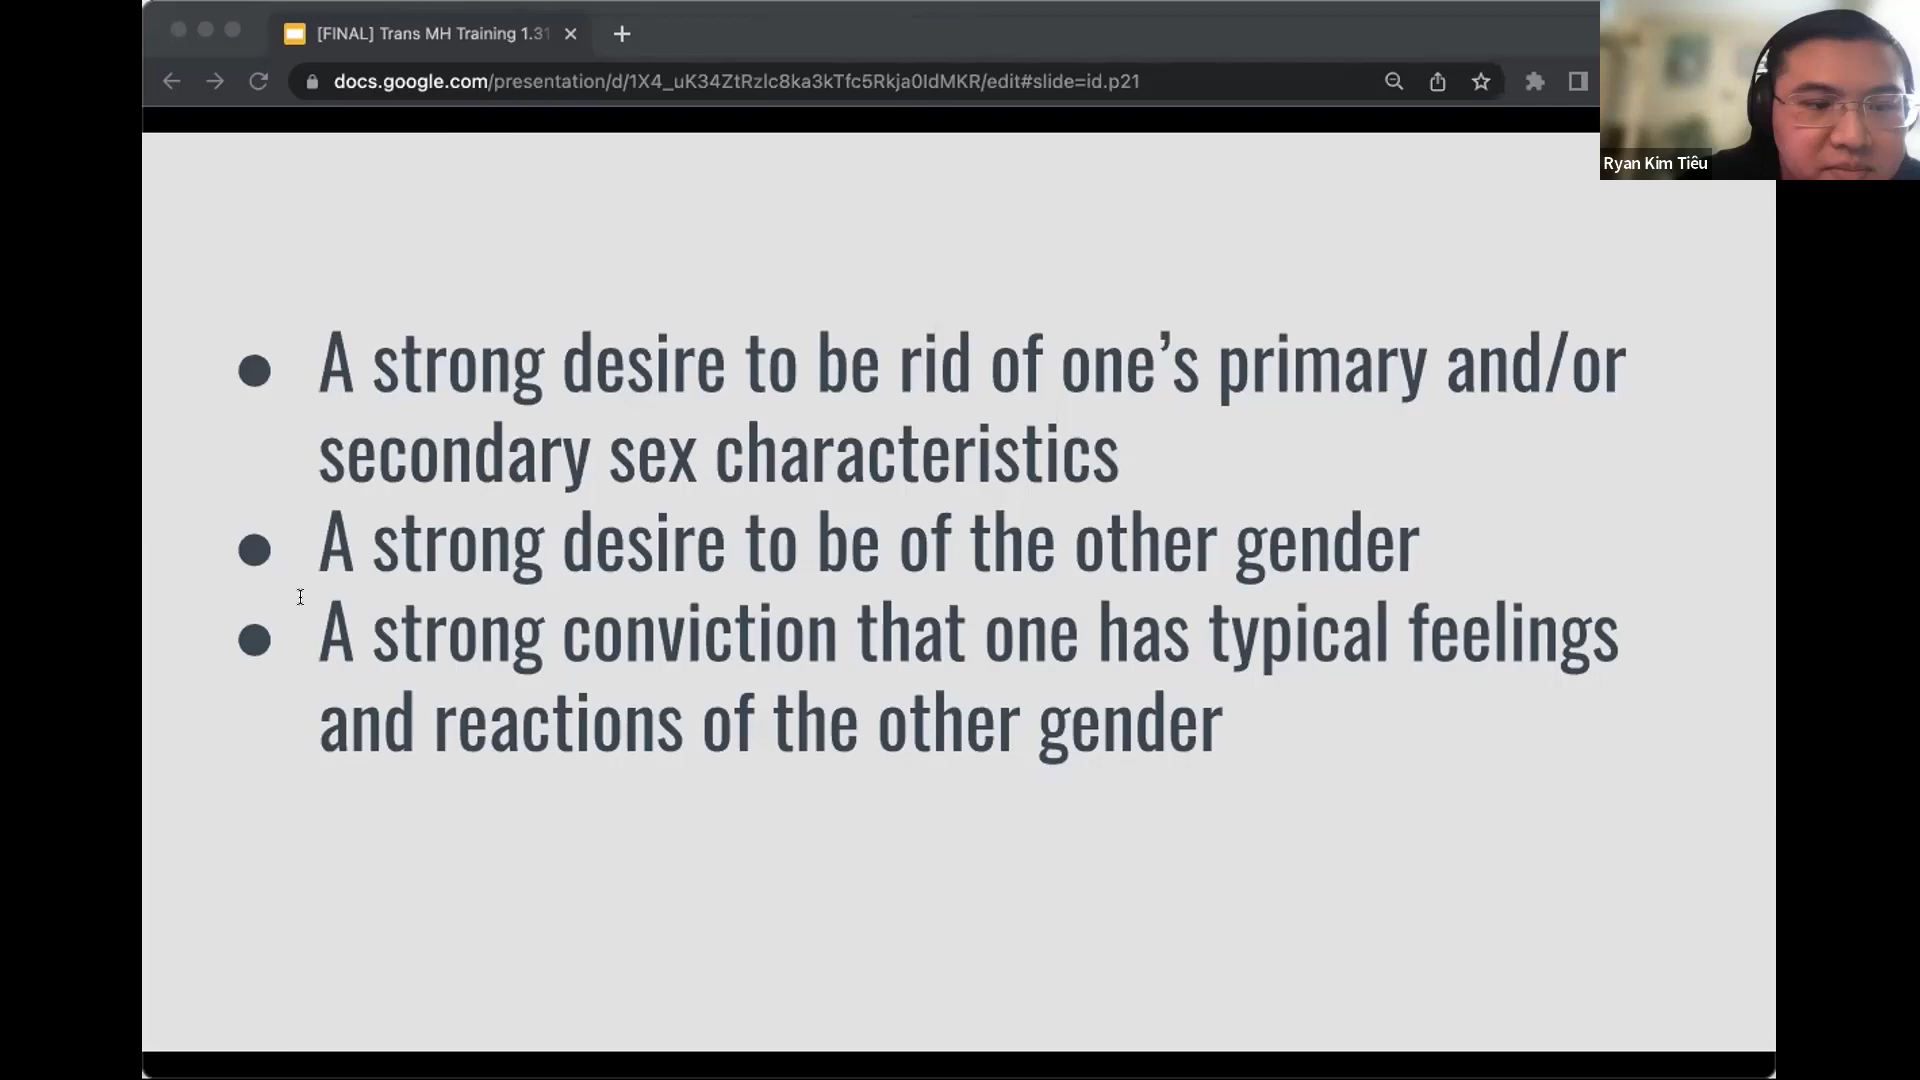 [FINAL] Trans MH Training 1.31
docs.google.com/presentation/d/1X4_uK34ZtRzlc8ka3kTfc5Rkja0IdMKR/edit#slide=id.p21
Ryan Kim Tiêu
● A strong desire to be rid of one’s primary and/or
secondary sex characteristics
● A strong desire to be of the other gender
● A strong conviction that one has typical feelings
and reactions of the other gender